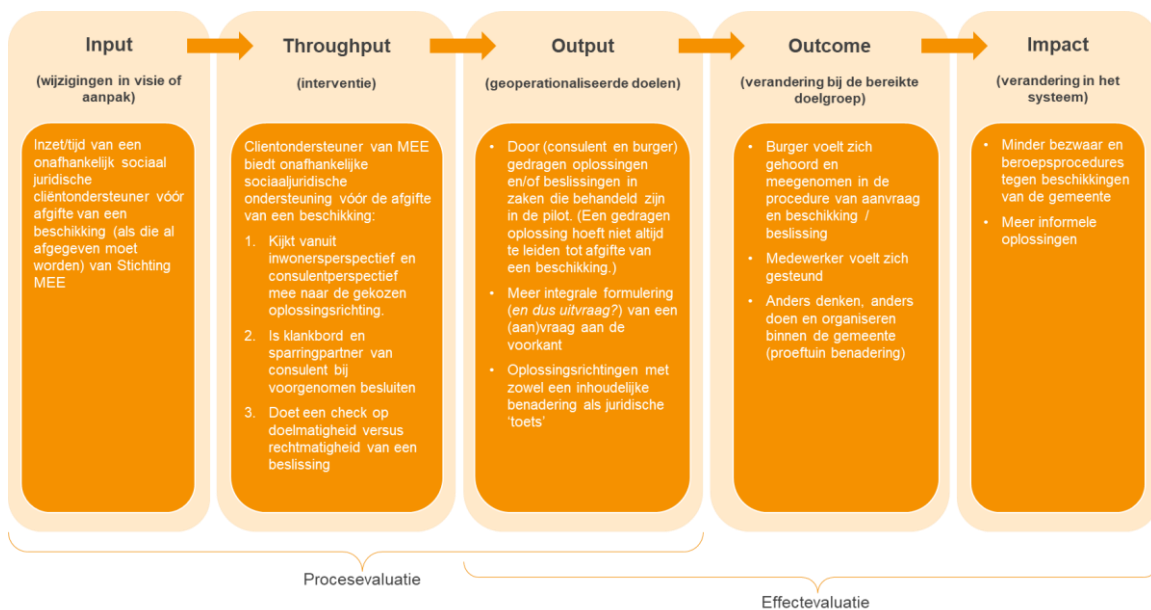 Input
(wijzigingen in visie of
aanpak)
Inzet/tijd van een
onafhankelijk sociaal
juridische
cliëntondersteuner vóór
afgifte van een
beschikking (als die al
afgegeven moet
worden) van Stichting
MEE
Throughput
(interventie)
Clientondersteuner van MEE
biedt onafhankelijke
sociaaljuridische
ondersteuning vóór de afgifte
van een beschikking:
1. Kijkt vanuit
inwonersperspectief en
consulentperspectief
mee naar de gekozen
oplossingsrichting.
2. Is klankbord en
sparringpartner van
consulent bij
voorgenomen besluiten
3. Doet een check op
doelmatigheid versus
rechtmatigheid van een
beslissing
Output
(geoperationaliseerde doelen)
• Door (consulent en burger)
gedragen oplossingen
en/of beslissingen in
zaken die behandeld zijn
in de pilot. (Een gedragen
oplossing hoeft niet altijd
te leiden tot afgifte van
een beschikking.)
• Meer integrale formulering
(en dus uitvraag?) van een
(aan)vraag aan de
voorkant
• Oplossingsrichtingen met
zowel een inhoudelijke
benadering als juridische
‘toets’
Outcome
(verandering bij de bereikte
doelgroep)
• Burger voelt zich
gehoord en
meegenomen in de
procedure van aanvraag
en beschikking /
beslissing
• Medewerker voelt zich
gesteund
• Anders denken, anders
doen en organiseren
binnen de gemeente
(proeftuin benadering)
Impact
(verandering in het
systeem)
• Minder bezwaar en
beroepsprocedures
tegen beschikkingen
van de gemeente
• Meer informele
oplossingen
Procesevaluatie
Effectevaluatie